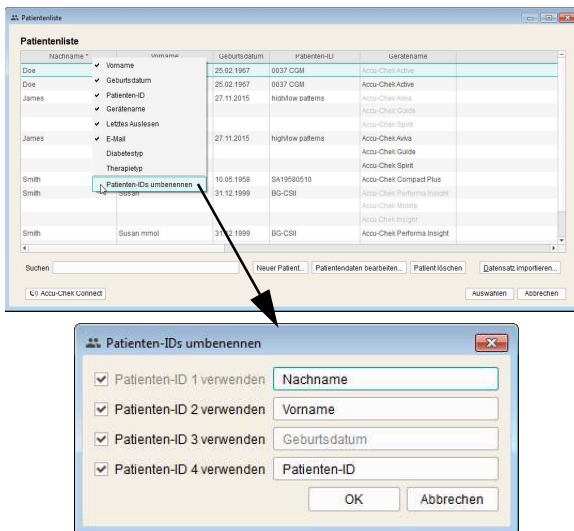 Patientenliste
Patientenliste
Nachname Vorname Geburtsdatum Patienten-ID Gerätename
Doe 25.02.1967 0037 CGM Accu-Chek Active
Doe 25.02.1967 0037 CGM Accu-Chek Active
James 27.11.2015 high/low patterns Accu-Chek Aviva
Accu-Chek Guide
Accu-Chek Spirit
James 27.11.2015 high/low patterns Accu-Chek Aviva
Accu-Chek Guide
Accu-Chek Spirit
Smith 10.05.1958 SA19580510 Accu-Chek Compact Plus
Smith Susan 31.12.1999 BG-CSII Accu-Chek Performa Insight
Accu-Chek Mobile
Accu-Chek Insight
Smith Susan mmol 31.12.1999 BG-CSII Accu-Chek Performa Insight
Vorname
Geburtsdatum
Patienten-ID
Gerätename
Letztes Auslesen
E-Mail
Diabetestyp
Therapietyp
Patienten-IDs umbenennen
Suchen Neuer Patient... Patientendaten bearbeiten... Patient löschen Datensatz importieren...
Accu-Chek Connect Auswählen Abbrechen
Patienten-IDs umbenennen
Patienten-ID 1 verwenden Nachname
Patienten-ID 2 verwenden Vorname
Patienten-ID 3 verwenden Geburtsdatum
Patienten-ID 4 verwenden Patienten-ID
OK Abbrechen